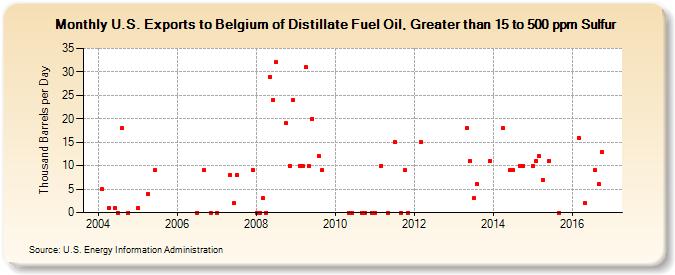 Monthly U.S. Exports to Belgium of Distillate Fuel Oil, Greater than 15 to 500 ppm Sulfur
Thousand Barrels per Day
35
30
25
20
15
10
5
0
2004 2006 2008 2010 2012 2014 2016
Source: U.S. Energy Information Administration